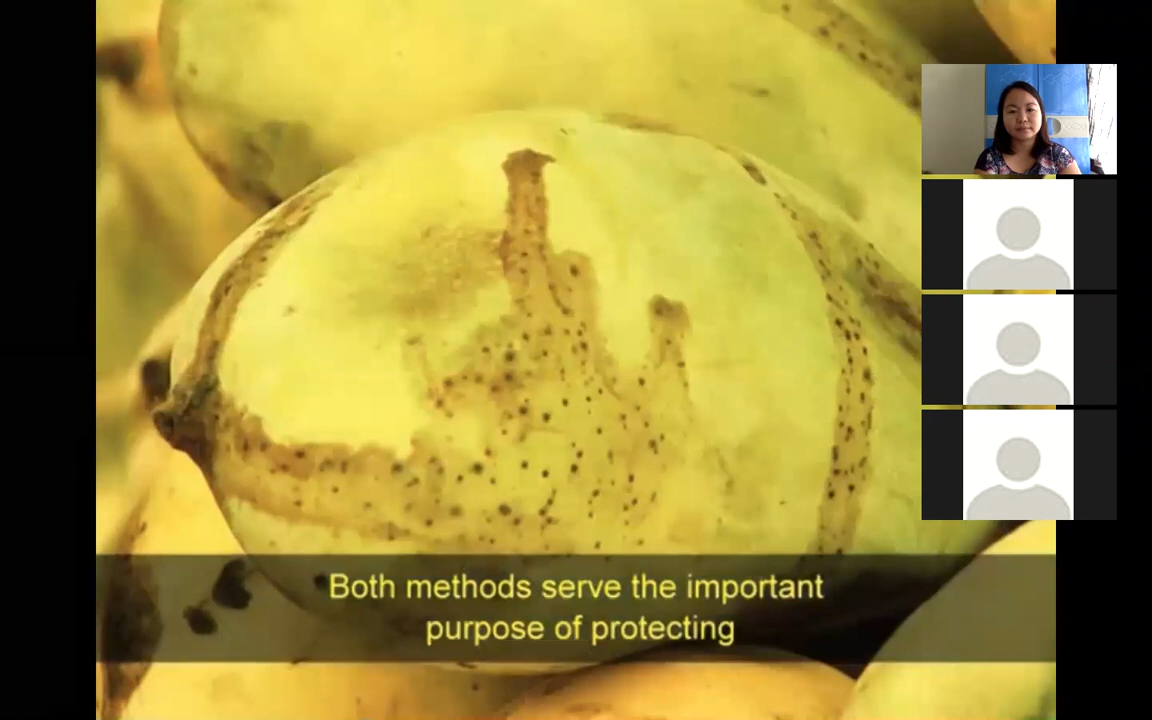 Both methods serve the important
purpose of protecting